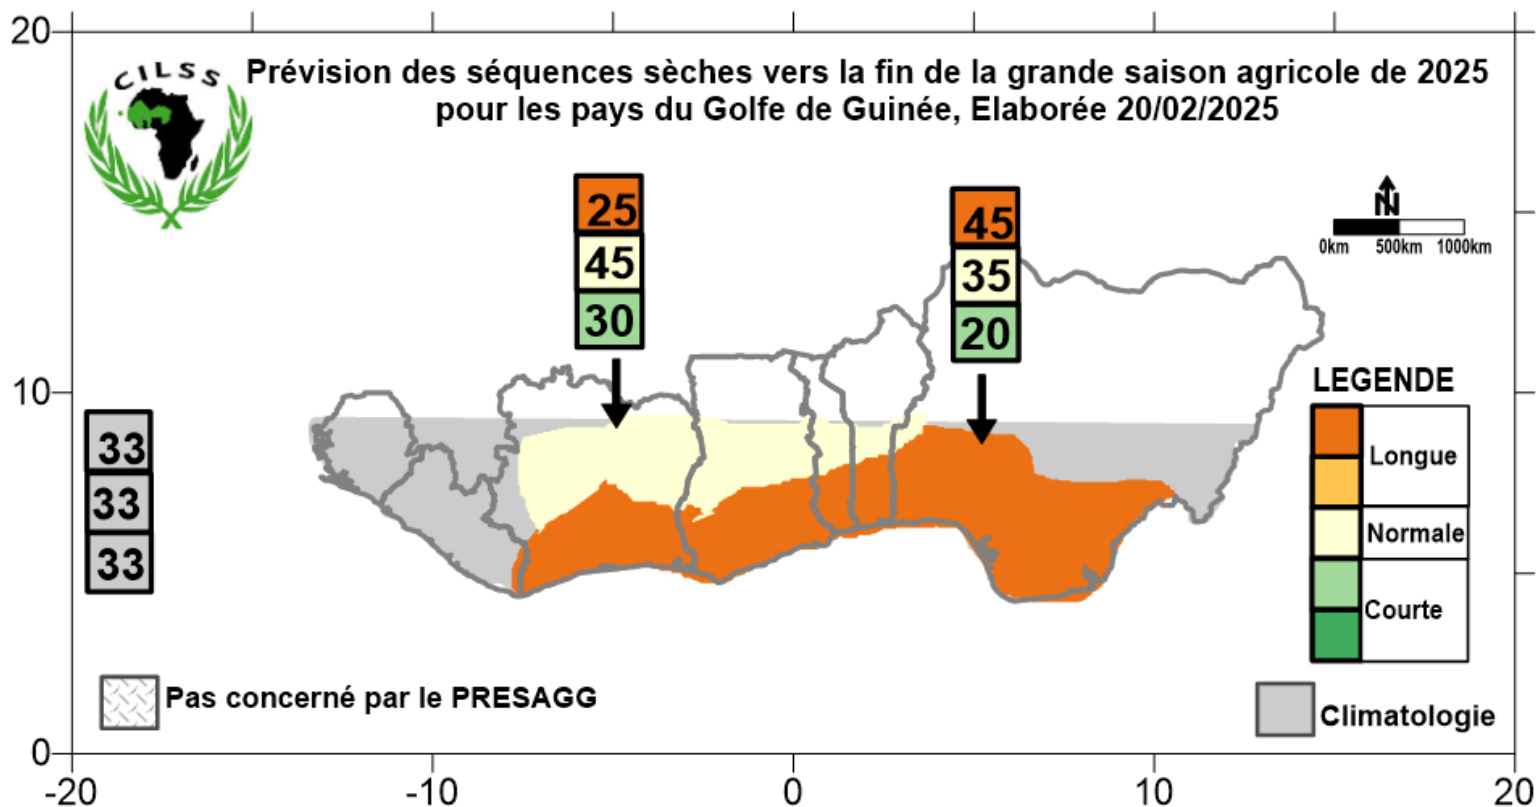 20
CILSS
Prévision des séquences sèches vers la fin de la grande saison agricole de 2025
pour les pays du Golfe de Guinée, Elaborée 20/02/2025
25
45
30
45
35
20
N
0km 500km 1000km
10
33
33
33
LEGENDE
Longue
Normale
Courte
Pas concerné par le PRESAGG
Climatologie
0
-20 -10 0 10 20